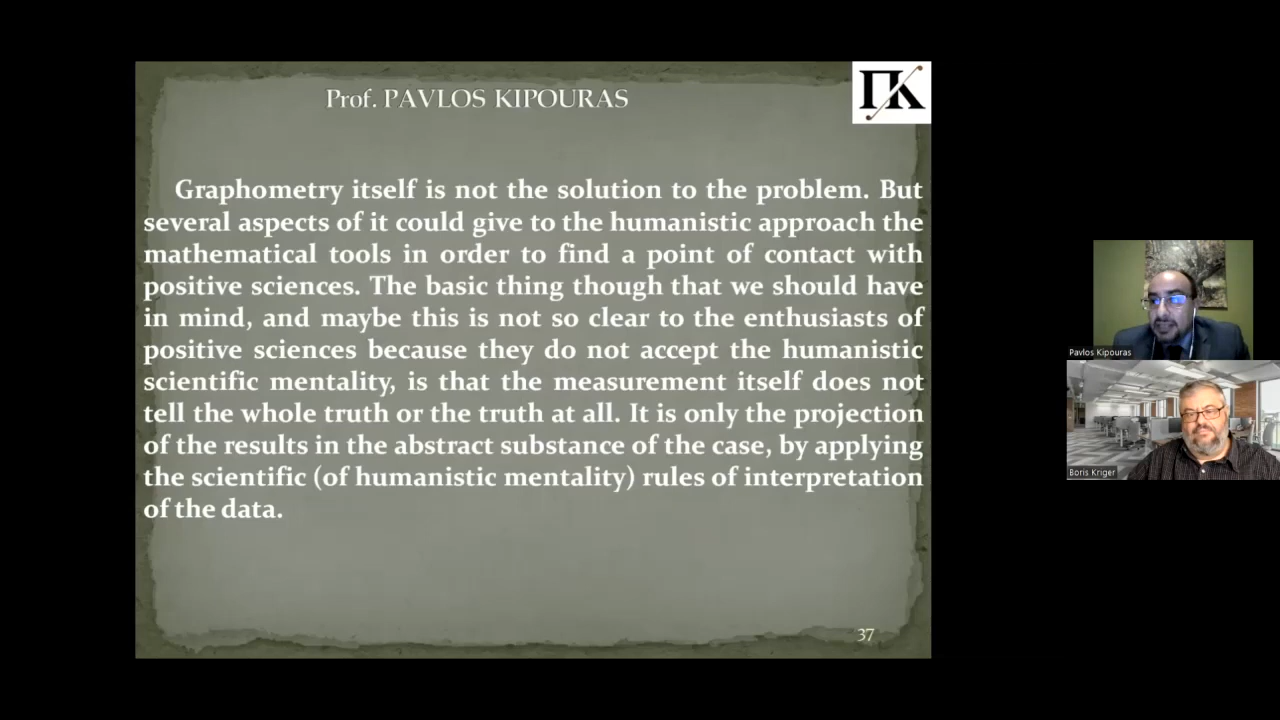 Prof. PAVLOS KIPOURAS
ΠΚ
Graphometry itself is not the solution to the problem. But
several aspects of it could give to the humanistic approach the
mathematical tools in order to find a point of contact with
positive sciences. The basic thing though that we should have
in mind, and maybe this is not so clear to the enthusiasts of
positive sciences because they do not accept the humanistic
scientific mentality, is that the measurement itself does not
tell the whole truth or the truth at all. It is only the projection
of the results in the abstract substance of the case, by applying
the scientific (of humanistic mentality) rules of interpretation
of the data.
37
Pavlos Kipouras
Boris Kriger